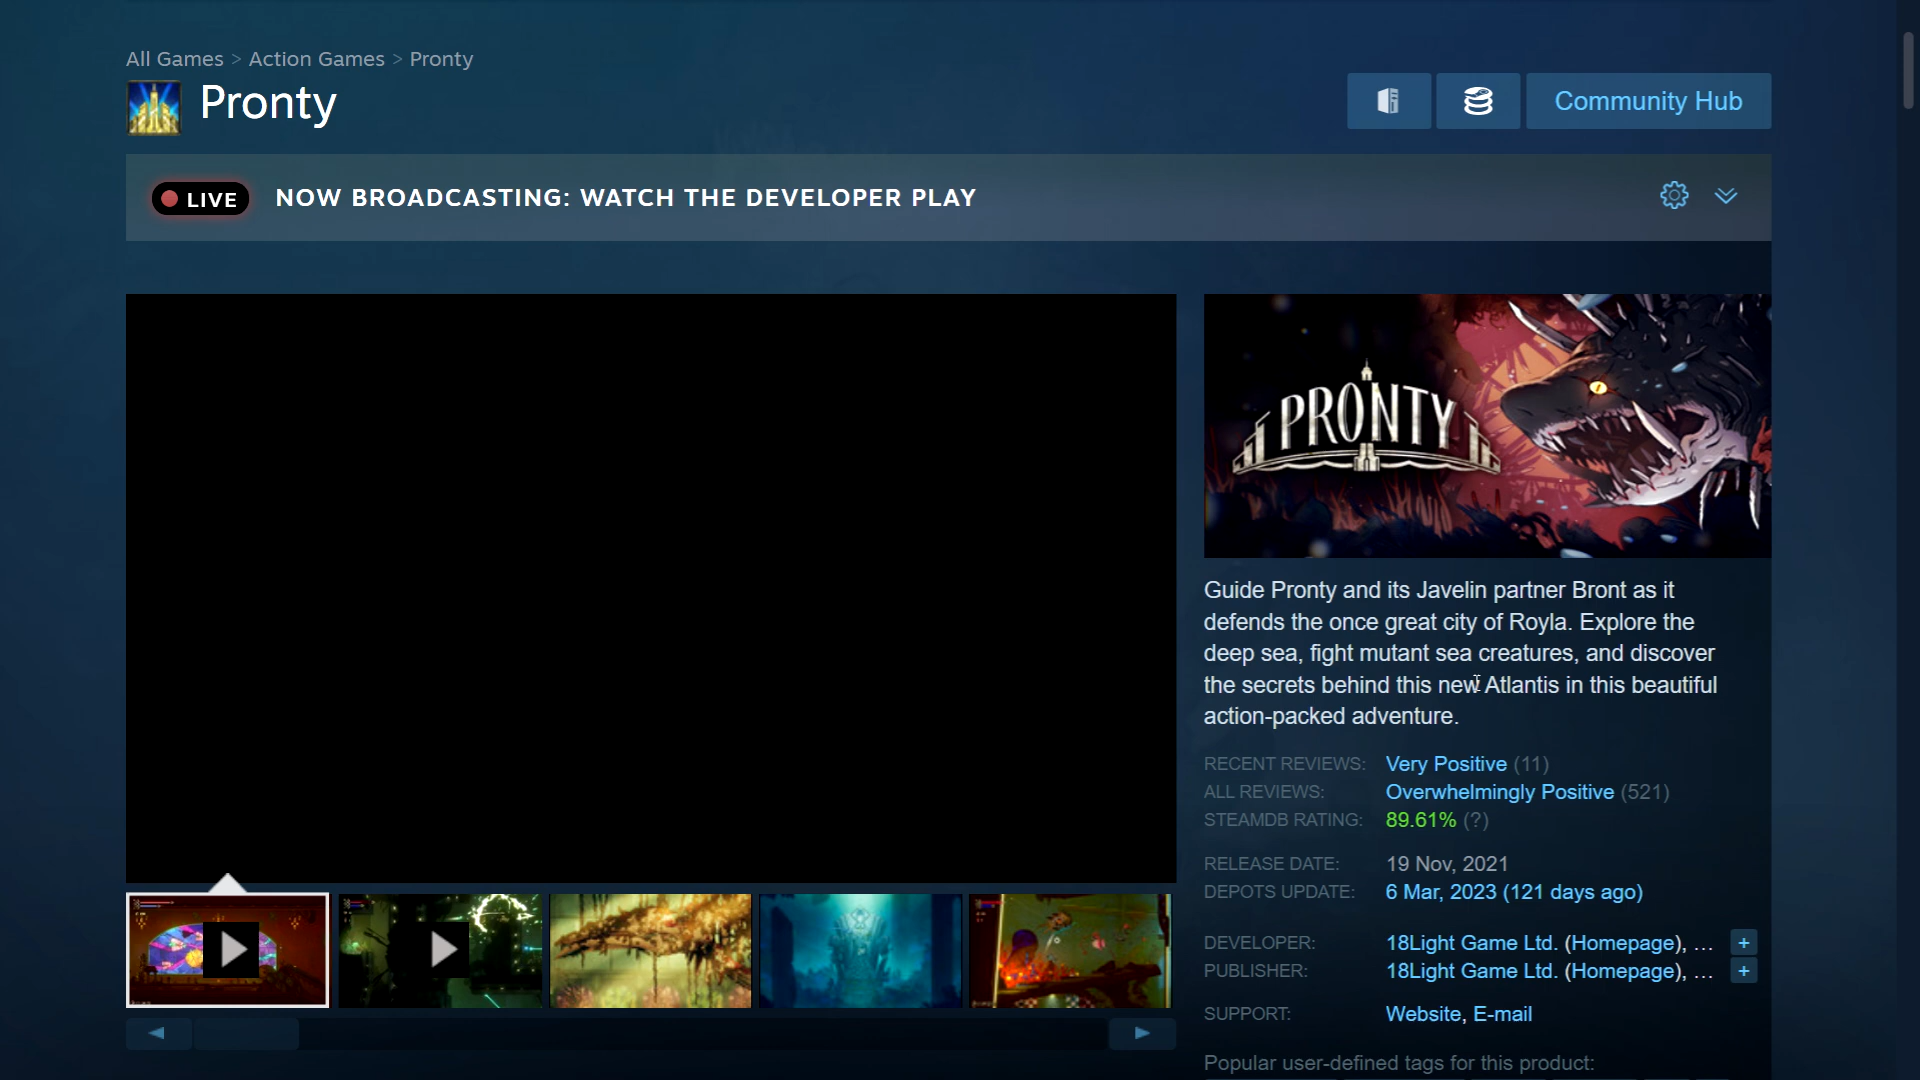 All Games > Action Games > Pronty
Pronty
Community Hub
LIVE
NOW BROADCASTING: WATCH THE DEVELOPER PLAY
PRONTY
Guide Pronty and its Javelin partner Bront as it
defends the once great city of Royla. Explore the
deep sea, fight mutant sea creatures, and discover
the secrets behind this new Atlantis in this beautiful
action-packed adventure.
RECENT REVIEWS: Very Positive (11)
ALL REVIEWS: Overwhelmingly Positive (521)
STEAMDB RATING: 89.61% (?)
RELEASE DATE: 19 Nov, 2021
DEPOTS UPDATE: 6 Mar, 2023 (121 days ago)
DEVELOPER: 18Light Game Ltd. (Homepage), ... +
PUBLISHER: 18Light Game Ltd. (Homepage), ... +
SUPPORT: Website, E-mail
Popular user-defined tags for this product: